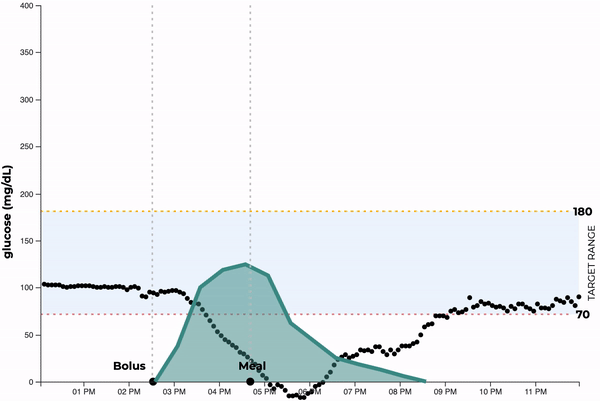 400
350
300
250
200
150
100
50
0
glucose (mg/dL)
180
TARGET RANGE
70
Bolus
Meal
01 PM
02 PM
03 PM
04 PM
05 PM
06 PM
07 PM
08 PM
09 PM
10 PM
11 PM